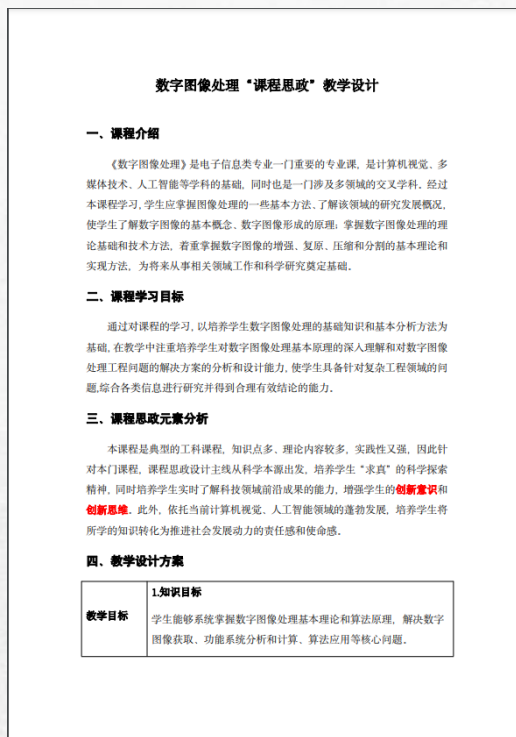 数字图像处理“课程思政”教学设计
一、课程介绍
《数字图像处理》是电子信息类专业一门重要的专业课，是计算机视觉、多
媒体技术、人工智能等学科的基础，同时也是一门涉及多领域的交叉学科。经过
本课程学习，学生应掌握图像处理的一些基本方法、了解该领域的研究发展概况，
使学生了解数字图像的基本概念、数字图像形成的原理；掌握数字图像处理的理
论基础和技术方法，着重掌握数字图像的增强、复原、压缩和分割的基本理论和
实现方法，为将来从事相关领域工作和科学研究奠定基础。
二、课程学习目标
通过对课程的学习，以培养学生数字图像处理的基础知识和基本分析方法为
基础，在教学中注重培养学生对数字图像处理基本原理的深入理解和对数字图像
处理工程问题的解决方案的分析和设计能力，使学生具备针对复杂工程领域的问
题,综合各类信息进行研究并得到合理有效结论的能力。
三、课程思政元素分析
本课程是典型的工科课程，知识点多、理论内容较多，实践性又强，因此针
对本门课程，课程思政设计主线从科学本源出发，培养学生“求真”的科学探索
精神，同时培养学生实时了解科技领域前沿成果的能力，增强学生的创新意识和
创新思维。此外，依托当前计算机视觉、人工智能领域的蓬勃发展，培养学生将
所学的知识转化为推进社会发展动力的责任感和使命感。
四、教学设计方案
教学目标
1.知识目标
学生能够系统掌握数字图像处理基本理论和算法原理，解决数字
图像获取、功能系统分析和计算、算法应用等核心问题。